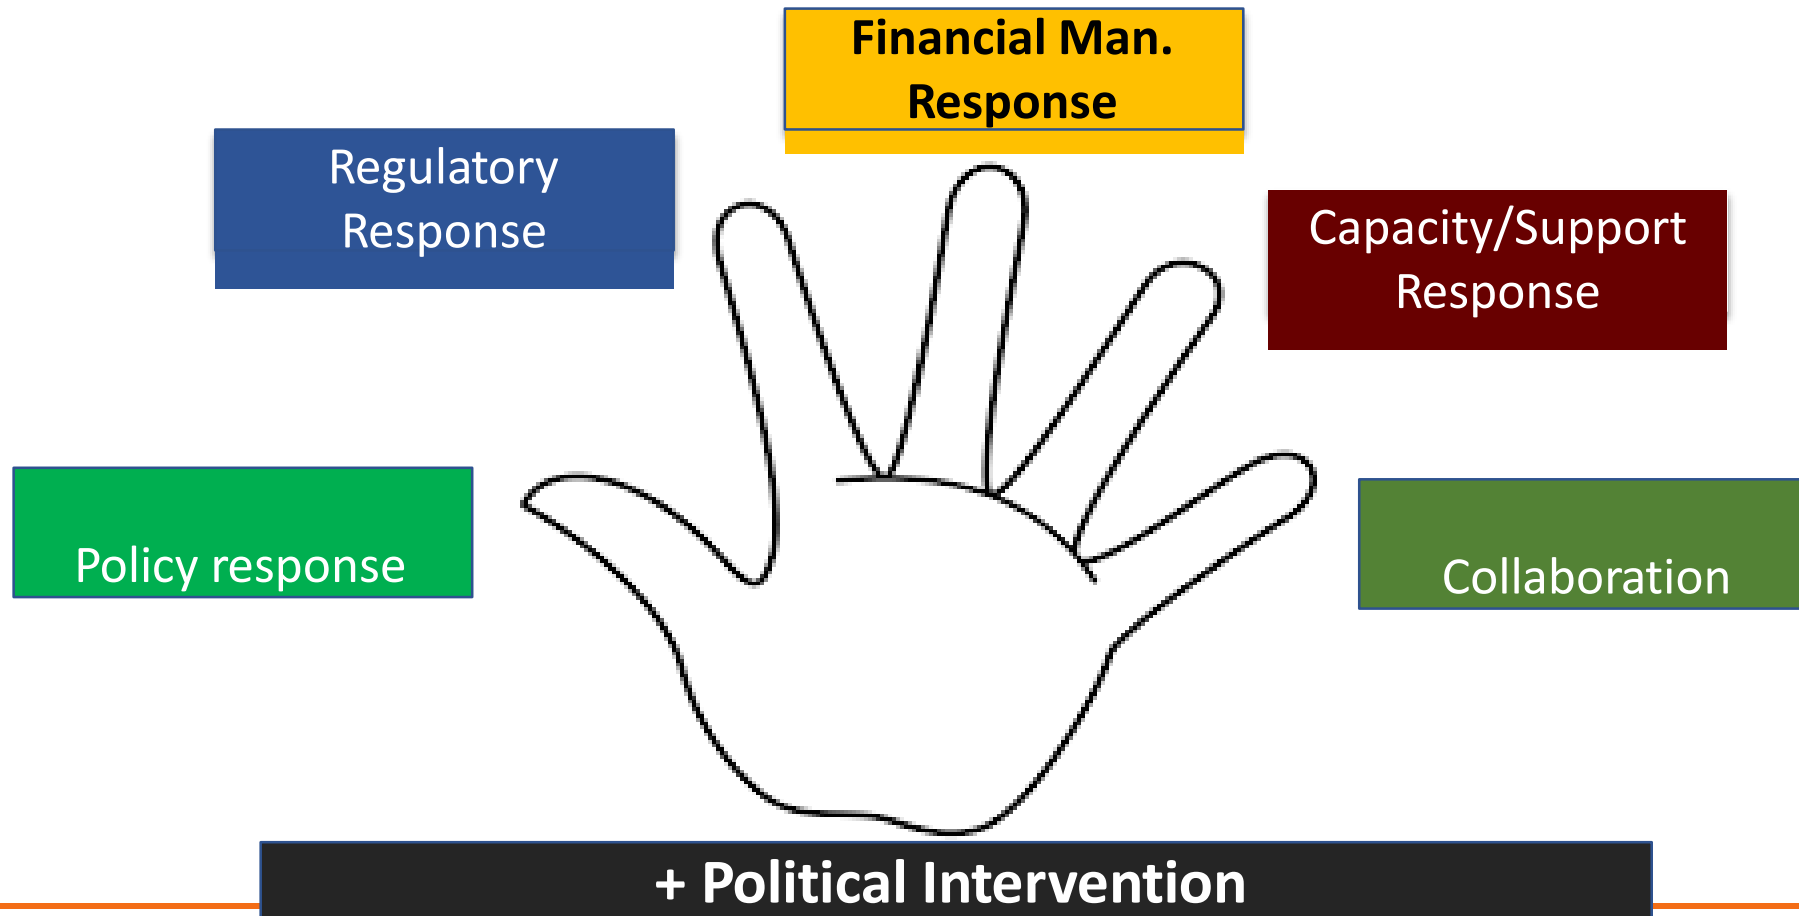 Financial Man.
Response
Regulatory
Response
Capacity/Support
Response
Policy response
Collaboration
+ Political Intervention